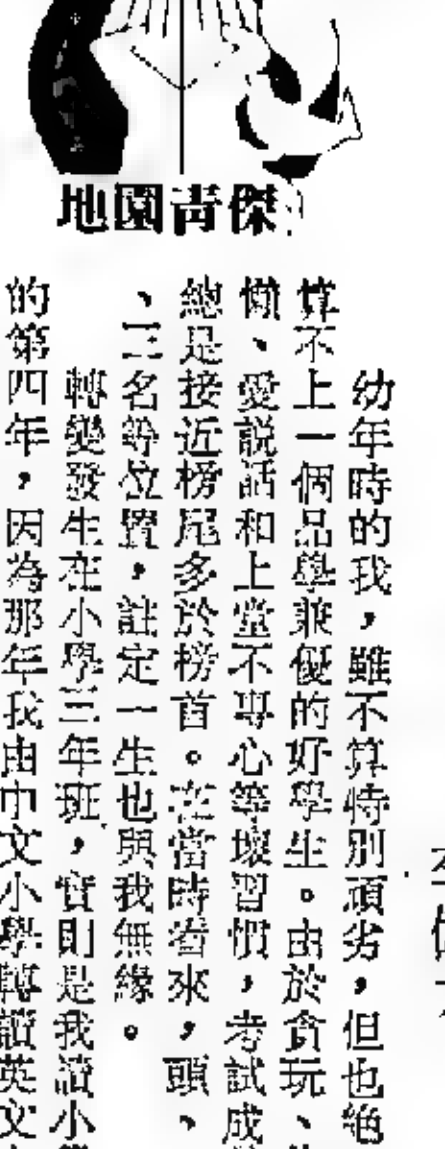 傑青園地
幼年時的我，雖不算特別頑劣，但也絕
算不上一個品學兼優的好學生。由於貪玩、
懶、愛説話和上堂不專心等壞習慣，考試成
總是接近榜尾多於榜首。在當時看來，頭、
、三名等位置，註定一生也與我無緣。
轉變發生在小學三年班，實則是我讀小
的第四年，因為那年我由中文小學轉讀英文